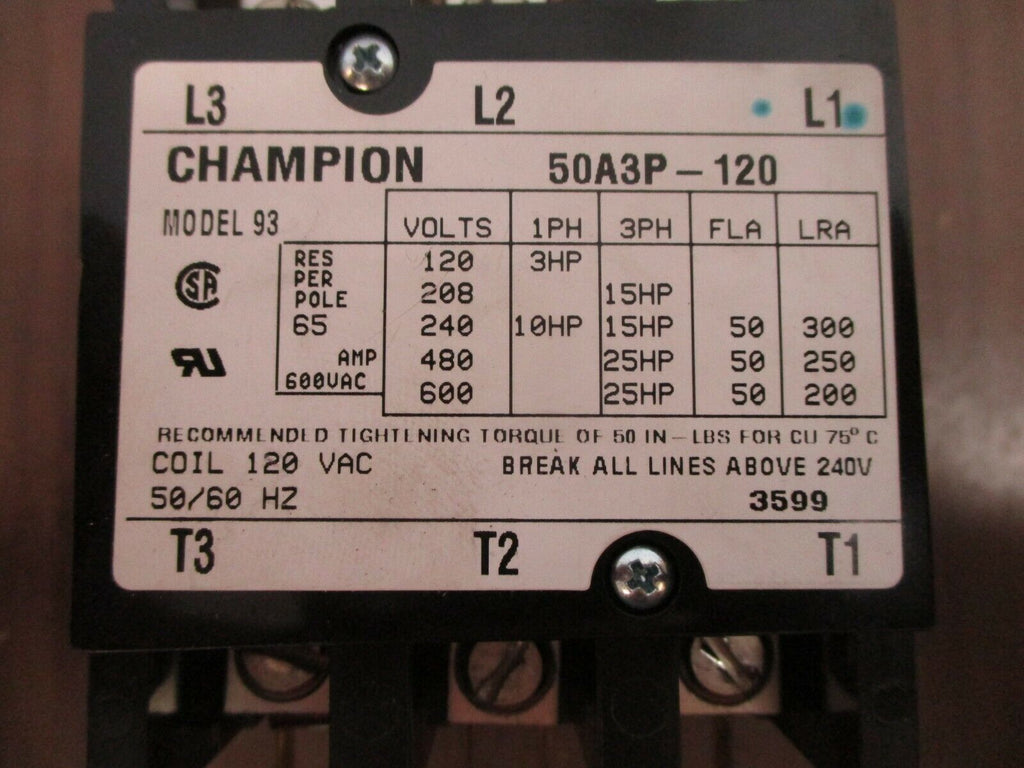 L3 L2 L1
CHAMPION 50A3P-120
MODEL 93
VOLTS 1PH 3PH FLA LRA
RES PER POLE 65 AMP 600VAC
120 3HP
208 15HP
240 10HP 15HP 50 300
480 25HP 50 250
600 25HP 50 200
SA
RU
RECOMMENDED TIGHTENING TORQUE OF 50 IN-LBS FOR CU 75° C
COIL 120 VAC BREAK ALL LINES ABOVE 240V
50/60 HZ 3599
T3 T2 T1